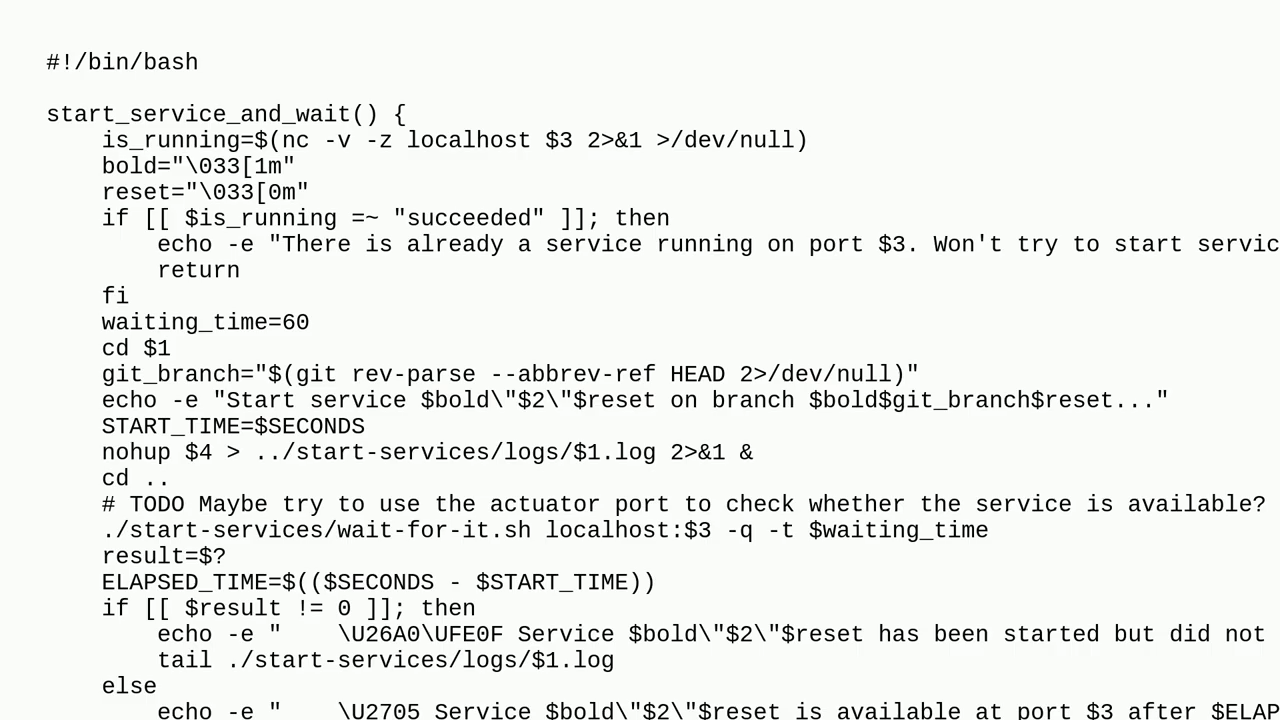 #!/bin/bash

start_service_and_wait() {
    is_running=$(nc -v -z localhost $3 2>&1 >/dev/null)
    bold="\033[1m"
    reset="\033[0m"
    if [[ $is_running =~ "succeeded" ]]; then
        echo -e "There is already a service running on port $3. Won't try to start servic
        return
    fi
    waiting_time=60
    cd $1
    git_branch="$(git rev-parse --abbrev-ref HEAD 2>/dev/null)"
    echo -e "Start service $bold\"$2\"$reset on branch $bold$git_branch$reset..."
    START_TIME=$SECONDS
    nohup $4 > ../start-services/logs/$1.log 2>&1 &
    cd ..
    # TODO Maybe try to use the actuator port to check whether the service is available?
    ./start-services/wait-for-it.sh localhost:$3 -q -t $waiting_time
    result=$?
    ELAPSED_TIME=$(($SECONDS - $START_TIME))
    if [[ $result != 0 ]]; then
        echo -e "    \U26A0\UFE0F Service $bold\"$2\"$reset has been started but did not
        tail ./start-services/logs/$1.log
    else
        echo -e "    \U2705 Service $bold\"$2\"$reset is available at port $3 after $ELAP